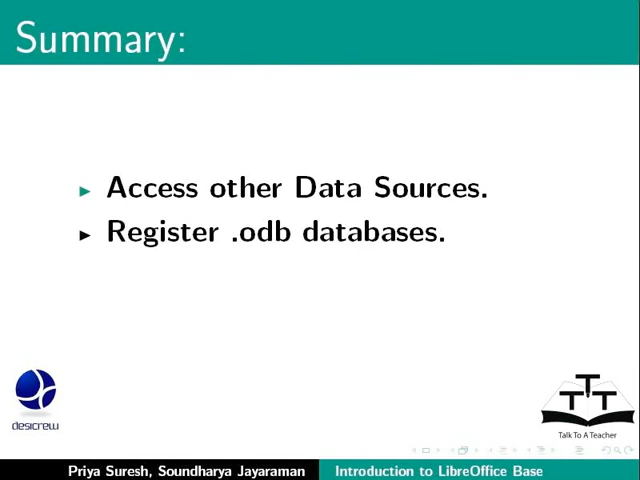 Summary:
Access other Data Sources.
Register .odb databases.
desicrew
T T T
Talk To A Teacher
Priya Suresh, Soundharya Jayaraman
Introduction to LibreOffice Base